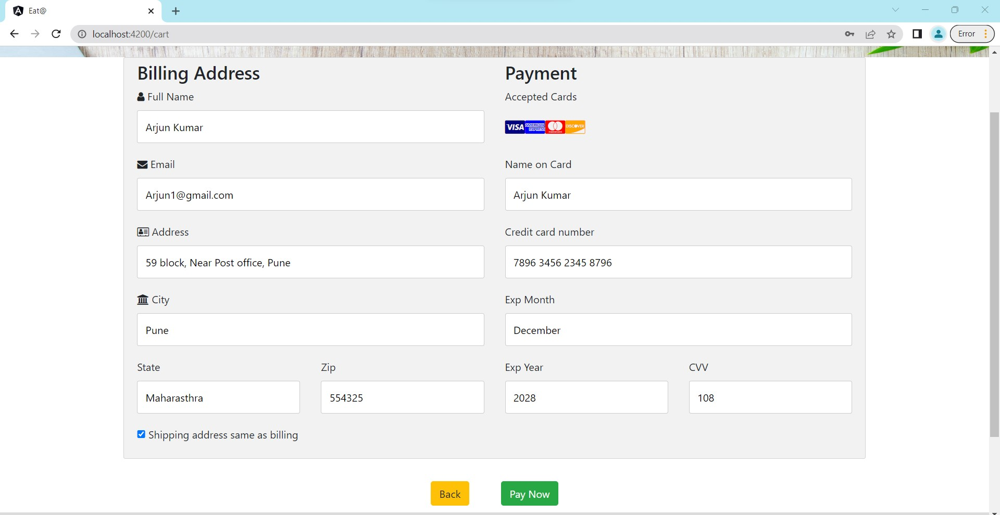 Eat@
localhost:4200/cart
Error
Billing Address
Full Name
Arjun Kumar
Email
Arjun1@gmail.com
Address
59 block, Near Post office, Pune
City
Pune
State
Zip
Maharasthra
554325
Shipping address same as billing
Payment
Accepted Cards
VISA AMERICAN EXPRESS mastercard DISCOVER
Name on Card
Arjun Kumar
Credit card number
7896 3456 2345 8796
Exp Month
December
Exp Year
CVV
2028
108
Back
Pay Now